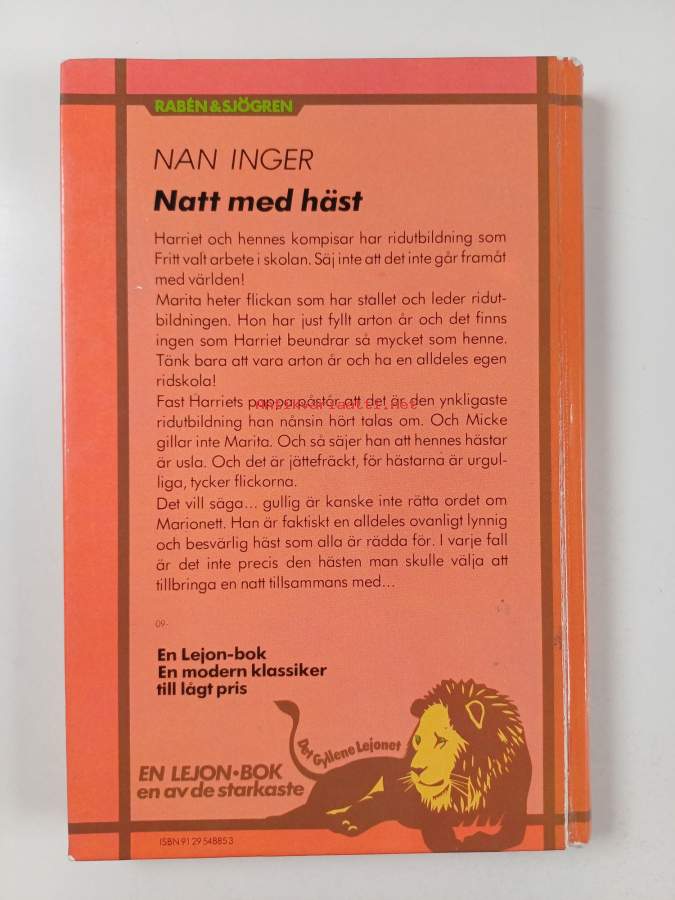 RABÉN & SJÖGREN
NAN INGER
Natt med häst
Harriet och hennes kompisar har ridutbildning som
Fritt valt arbete i skolan. Säj inte att det inte går framåt
med världen!
Marita heter flickan som har stallet och leder ridut-
bildningen. Hon har just fyllt arton år och det finns
ingen som Harriet beundrar så mycket som henne.
Tänk bara att vara arton år och ha en alldeles egen
ridskola!
Fast Harriets pappa påstår att det är den ynkligaste
Antikvariaatti.net
ridutbildning han nånsin hört talas om. Och Micke
gillar inte Marita. Och så säjer han att hennes hästar
är usla. Och det är jättefräckt, för hästarna är urgul-
liga, tycker flickorna.
Det vill säga... gullig är kanske inte rätta ordet om
Marionett. Han är faktiskt en alldeles ovanligt lynnig
och besvärlig häst som alla är rädda för. I varje fall
är det inte precis den hästen man skulle välja att
tillbringa en natt tillsammans med...
09-
En Lejon-bok
En modern klassiker
till lågt pris
Det Gyllene Lejonet
EN LEJON•BOK
en av de starkaste
ISBN 91 29 54885 3